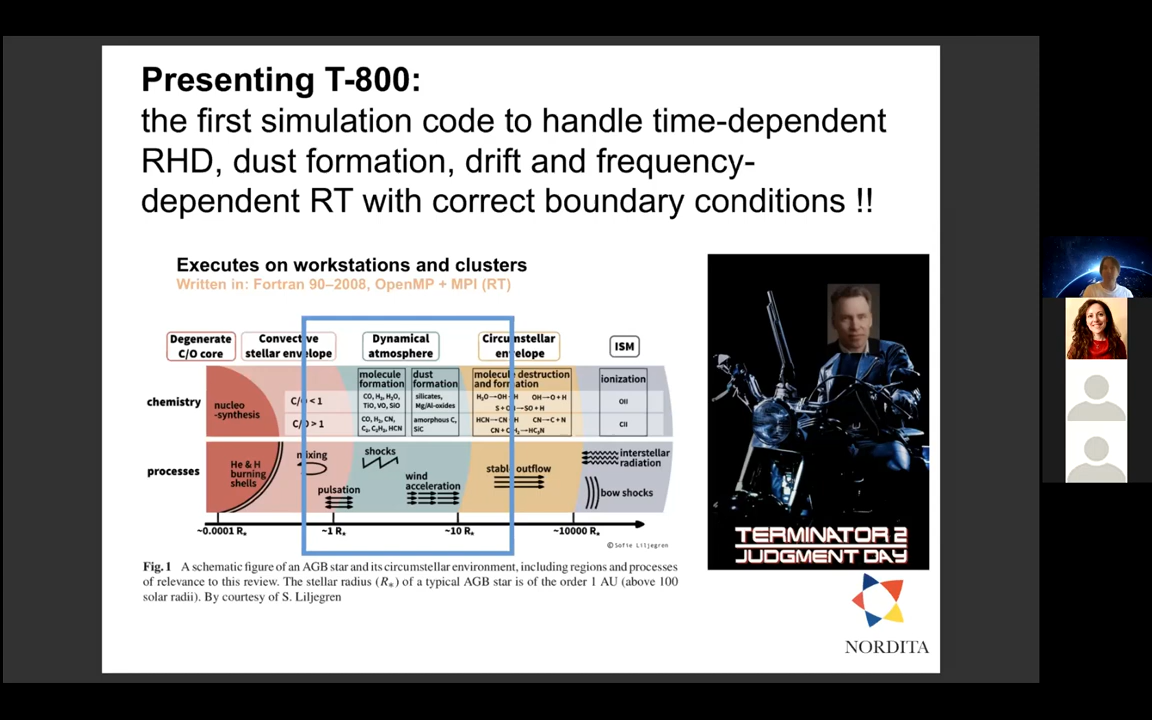 Presenting T-800:
the first simulation code to handle time-dependent
RHD, dust formation, drift and frequency-
dependent RT with correct boundary conditions !!
Executes on workstations and clusters
Written in: Fortran 90–2008, OpenMP + MPI (RT)
Degenerate
C/O core
Convective
stellar envelope
Dynamical
atmosphere
Circumstellar
envelope
ISM
chemistry
nucleo
-synthesis
C/O < 1
C/O > 1
molecule
formation
CO, H₂, H₂O,
TiO, VO, SiO
CO, H₂, CN,
C₂, C₂H₂, HCN
dust
formation
silicates,
Mg/Al-oxides
amorphous C,
SiC
molecule destruction
and formation
H₂O→OH+H OH→O+H
S+OH→SO+H
HCN→CN+H CN→C+N
ionization
OII
CII
processes
He & H
burning
shells
mixing
pulsation
shocks
wind
acceleration
stable outflow
interstellar
radiation
bow shocks
~0.0001 R*
~1 R*
~10 R*
~10000 R*
©Sofie Liljegren
Fig.1 A schematic figure of an AGB star and its circumstellar environment, including regions and processes
of relevance to this review. The stellar radius (R*) of a typical AGB star is of the order 1 AU (above 100
solar radii). By courtesy of S. Liljegren
TERMINATOR 2
JUDGMENT DAY
NORDITA